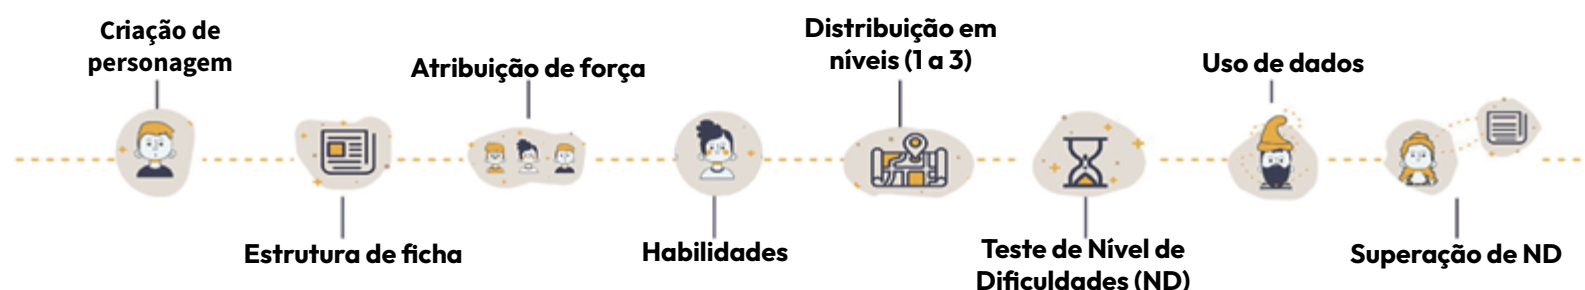 Criação de
personagem
Estrutura de ficha
Atribuição de força
Habilidades
Distribuição em
níveis (1 a 3)
Teste de Nível de
Dificuldades (ND)
Uso de dados
Superação de ND